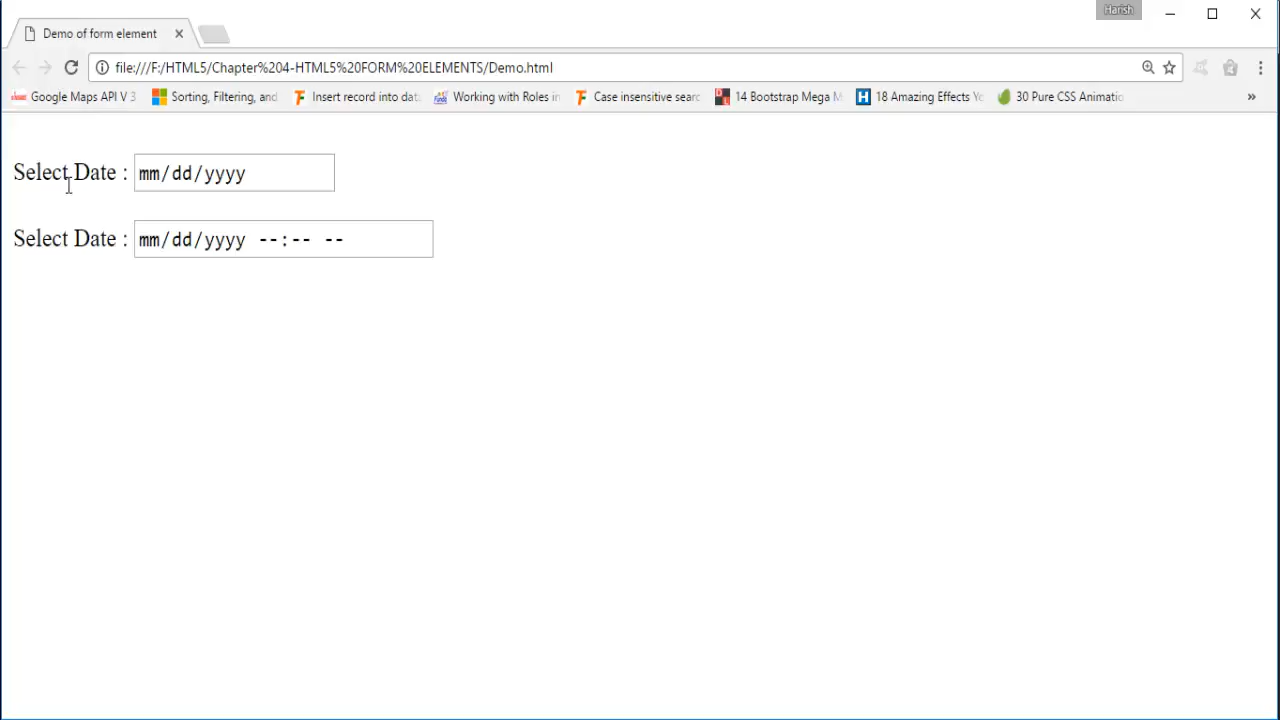 Harish
Demo of form element
file:///F:/HTML5/Chapter%204-HTML5%20FORM%20ELEMENTS/Demo.html
Google Maps API V 3 Sorting, Filtering, and Insert record into dat Working with Roles in Case insensitive sear 14 Bootstrap Mega M 18 Amazing Effects Yo 30 Pure CSS Animatio »
Select Date : mm/dd/yyyy
Select Date : mm/dd/yyyy --:-- --